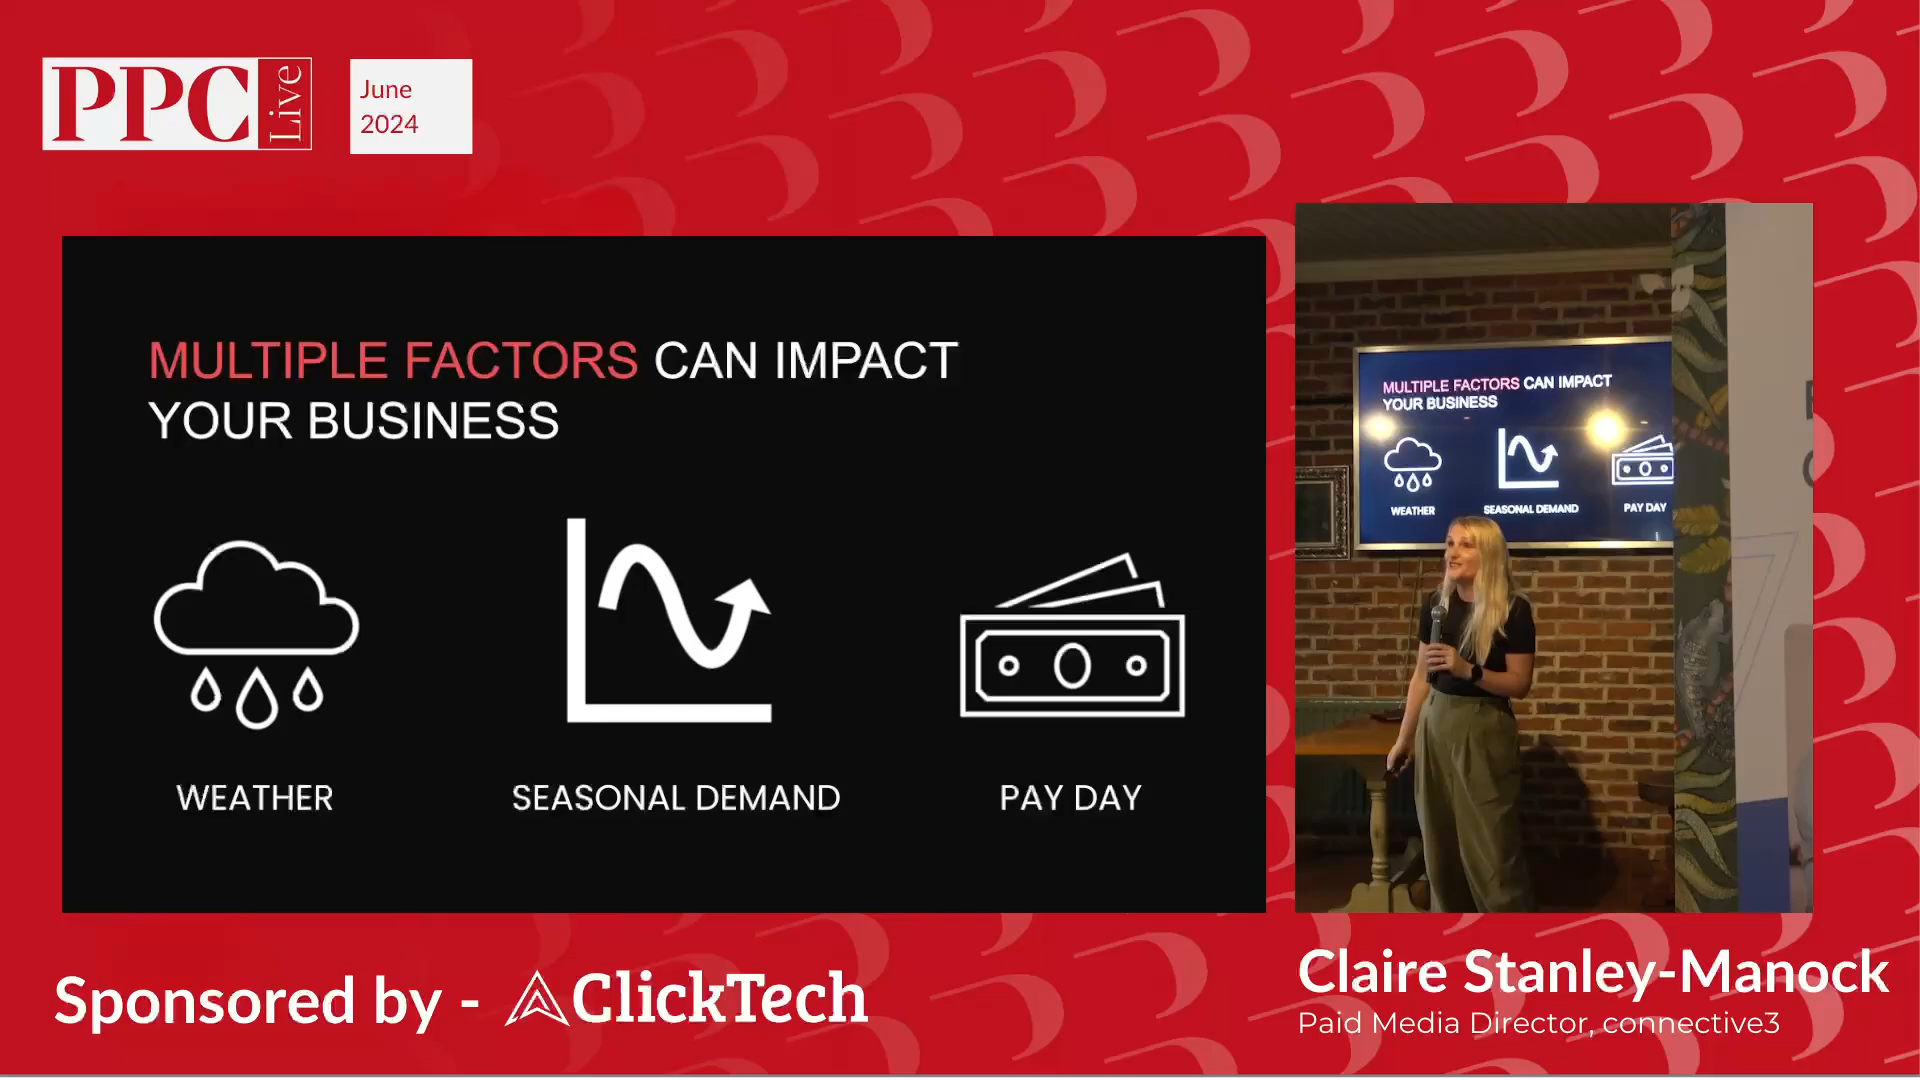 PPC Live
June
2024
MULTIPLE FACTORS CAN IMPACT
YOUR BUSINESS
WEATHER
SEASONAL DEMAND
PAY DAY
MULTIPLE FACTORS CAN IMPACT
YOUR BUSINESS
WEATHER
SEASONAL DEMAND
PAY DAY
Sponsored by - ClickTech
Claire Stanley-Manock
Paid Media Director, connective3